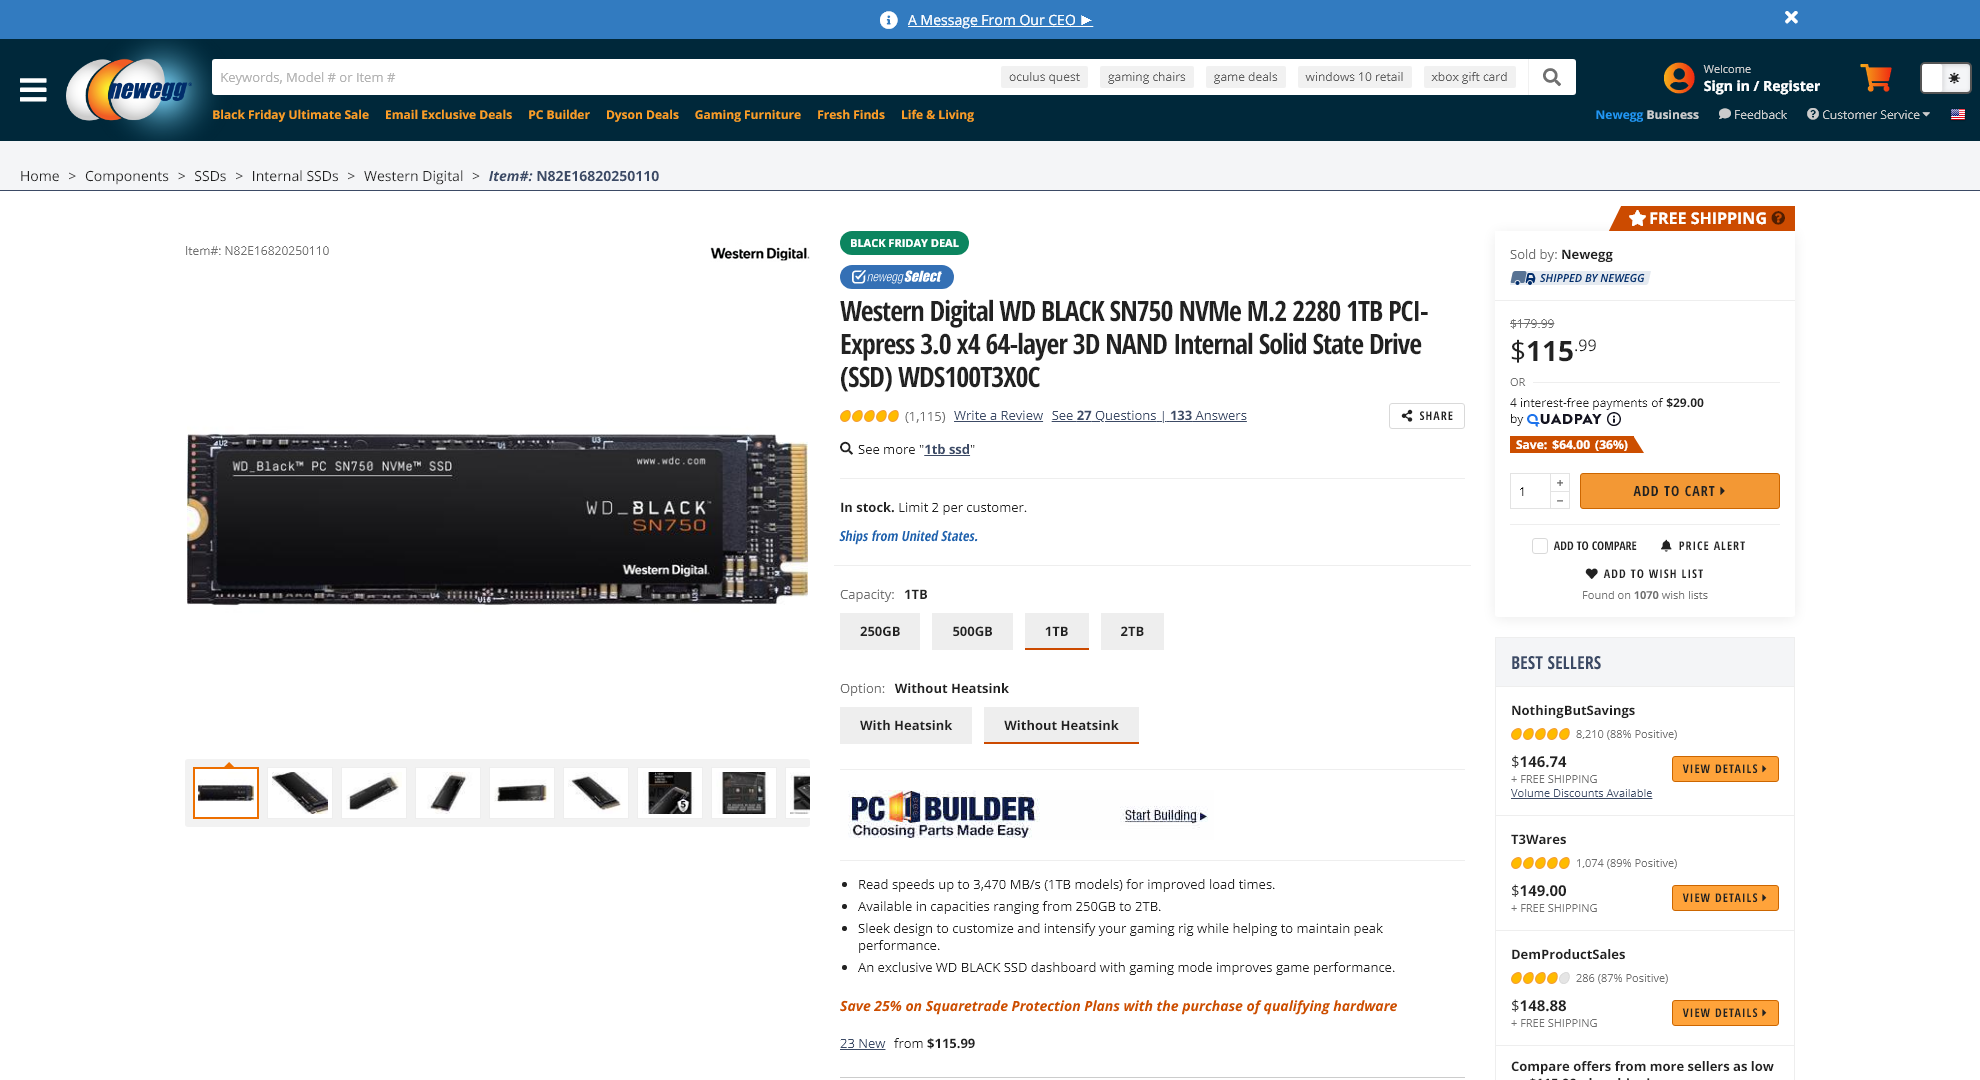 A Message From Our CEO ▶
newegg
Keywords, Model # or Item #
oculus quest
gaming chairs
game deals
windows 10 retail
xbox gift card
Welcome
Sign in / Register
Black Friday Ultimate Sale
Email Exclusive Deals
PC Builder
Dyson Deals
Gaming Furniture
Fresh Finds
Life & Living
Newegg Business
Feedback
Customer Service
Home > Components > SSDs > Internal SSDs > Western Digital > Item#: N82E16820250110
Item#: N82E16820250110
Western Digital.
WD_Black™ PC SN750 NVMe™ SSD
www.wdc.com
WD_BLACK™
SN750
Western Digital.
BLACK FRIDAY DEAL
newegg Select
Western Digital WD BLACK SN750 NVMe M.2 2280 1TB PCI-
Express 3.0 x4 64-layer 3D NAND Internal Solid State Drive
(SSD) WDS100T3X0C
(1,115) Write a Review See 27 Questions | 133 Answers
SHARE
See more "1tb ssd"
In stock. Limit 2 per customer.
Ships from United States.
Capacity: 1TB
250GB
500GB
1TB
2TB
Option: Without Heatsink
With Heatsink
Without Heatsink
PC BUILDER
Choosing Parts Made Easy
Start Building ▶
• Read speeds up to 3,470 MB/s (1TB models) for improved load times.
• Available in capacities ranging from 250GB to 2TB.
• Sleek design to customize and intensify your gaming rig while helping to maintain peak
performance.
• An exclusive WD BLACK SSD dashboard with gaming mode improves game performance.
Save 25% on Squaretrade Protection Plans with the purchase of qualifying hardware
23 New from $115.99
FREE SHIPPING
Sold by: Newegg
SHIPPED BY NEWEGG
$179.99
$115.99
OR
4 interest-free payments of $29.00
by QUADPAY
Save: $64.00 (36%)
1
+
−
ADD TO CART
ADD TO COMPARE
PRICE ALERT
ADD TO WISH LIST
Found on 1070 wish lists
BEST SELLERS
NothingButSavings
8,210 (88% Positive)
$146.74
+ FREE SHIPPING
Volume Discounts Available
VIEW DETAILS
T3Wares
1,074 (89% Positive)
$149.00
+ FREE SHIPPING
VIEW DETAILS
DemProductSales
286 (87% Positive)
$148.88
+ FREE SHIPPING
VIEW DETAILS
Compare offers from more sellers as low